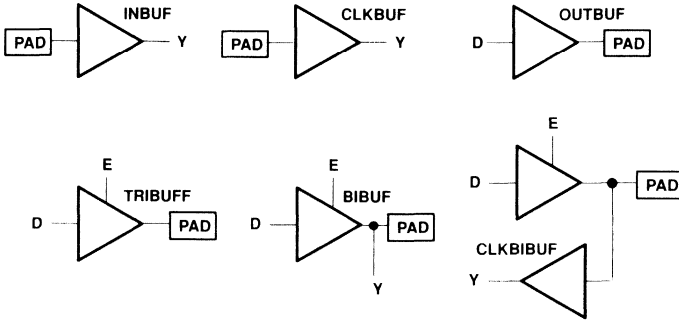 INBUF
PAD
Y
CLKBUF
PAD
Y
OUTBUF
D
PAD
E
TRIBUFF
D
PAD
E
BIBUF
D
PAD
Y
E
D
PAD
CLKBIBUF
Y